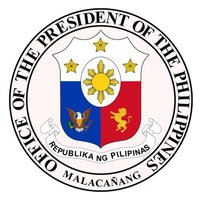 OFFICE OF THE PRESIDENT OF THE PHILIPPINES
REPUBLIKA NG PILIPINAS
MALACAÑANG